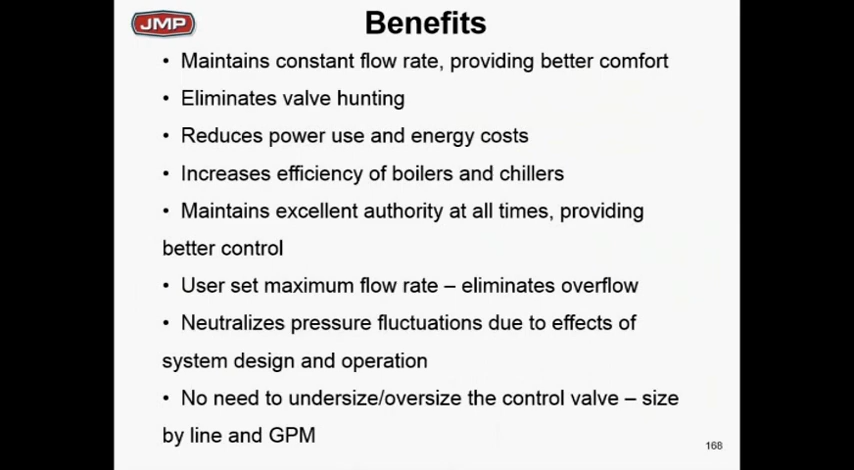 JMP
Benefits
• Maintains constant flow rate, providing better comfort
• Eliminates valve hunting
• Reduces power use and energy costs
• Increases efficiency of boilers and chillers
• Maintains excellent authority at all times, providing
better control
• User set maximum flow rate – eliminates overflow
• Neutralizes pressure fluctuations due to effects of
system design and operation
• No need to undersize/oversize the control valve – size
by line and GPM
168